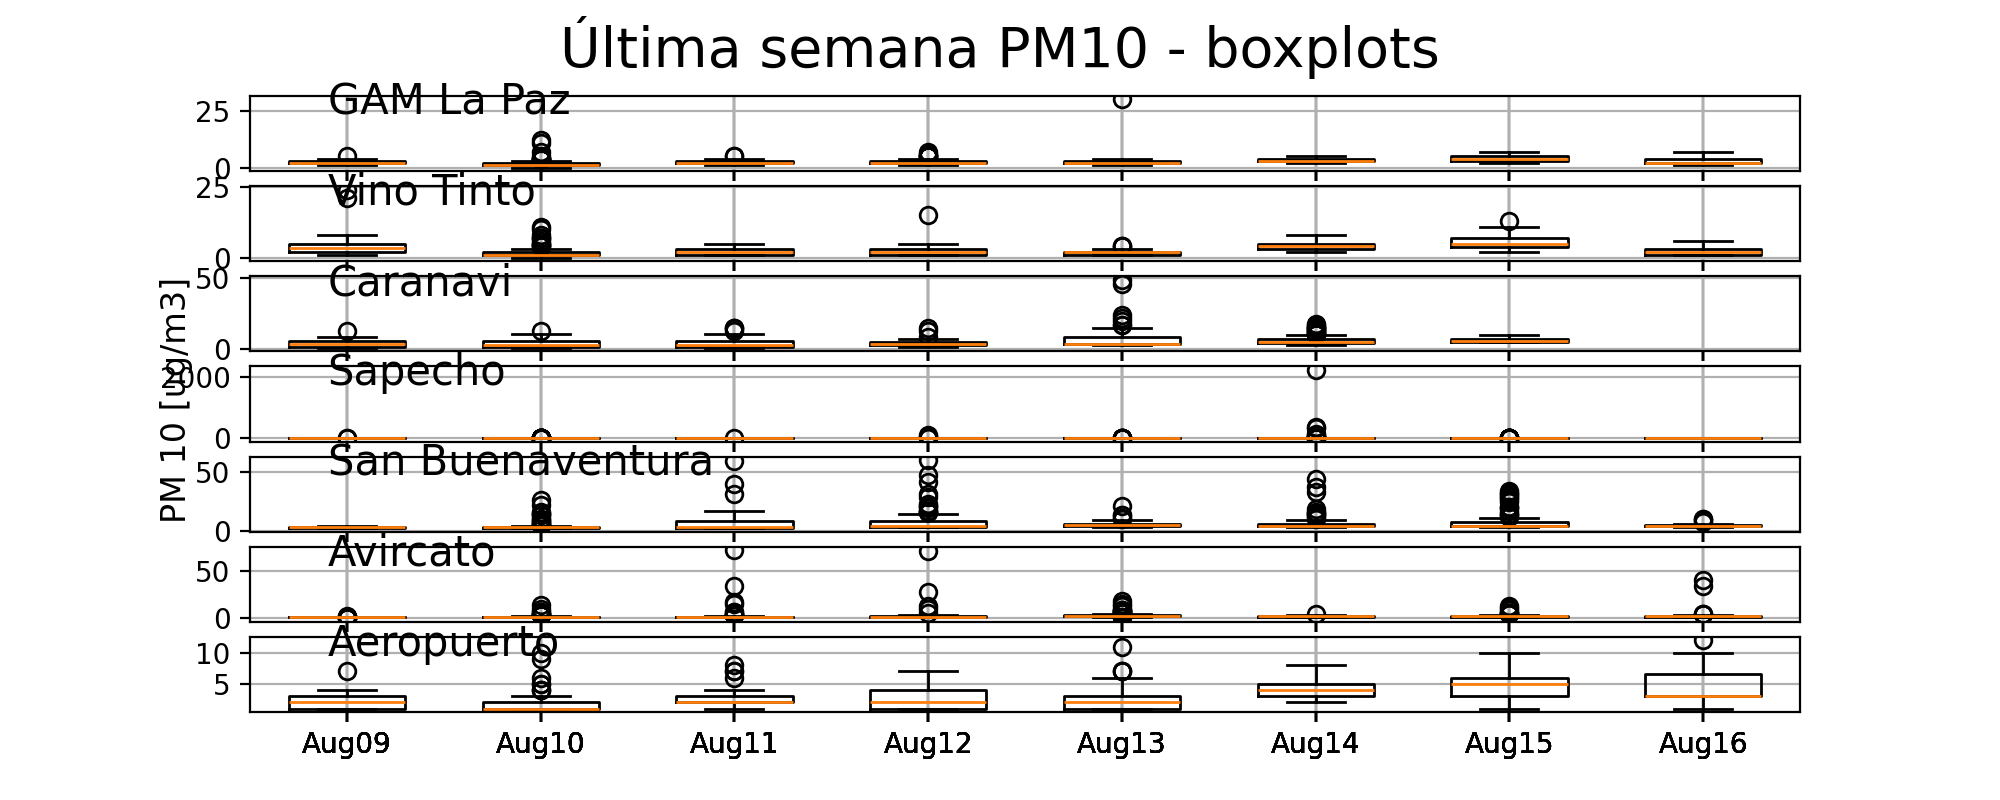 Última semana PM10 - boxplots
GAM La Paz
25
0
Vino Tinto
25
0
Caranavi
50
0
Sapecho
2000
0
San Buenaventura
50
0
Avircato
50
0
Aeropuerto
10
5
PM 10 [ug/m3]
Aug09 Aug10 Aug11 Aug12 Aug13 Aug14 Aug15 Aug16